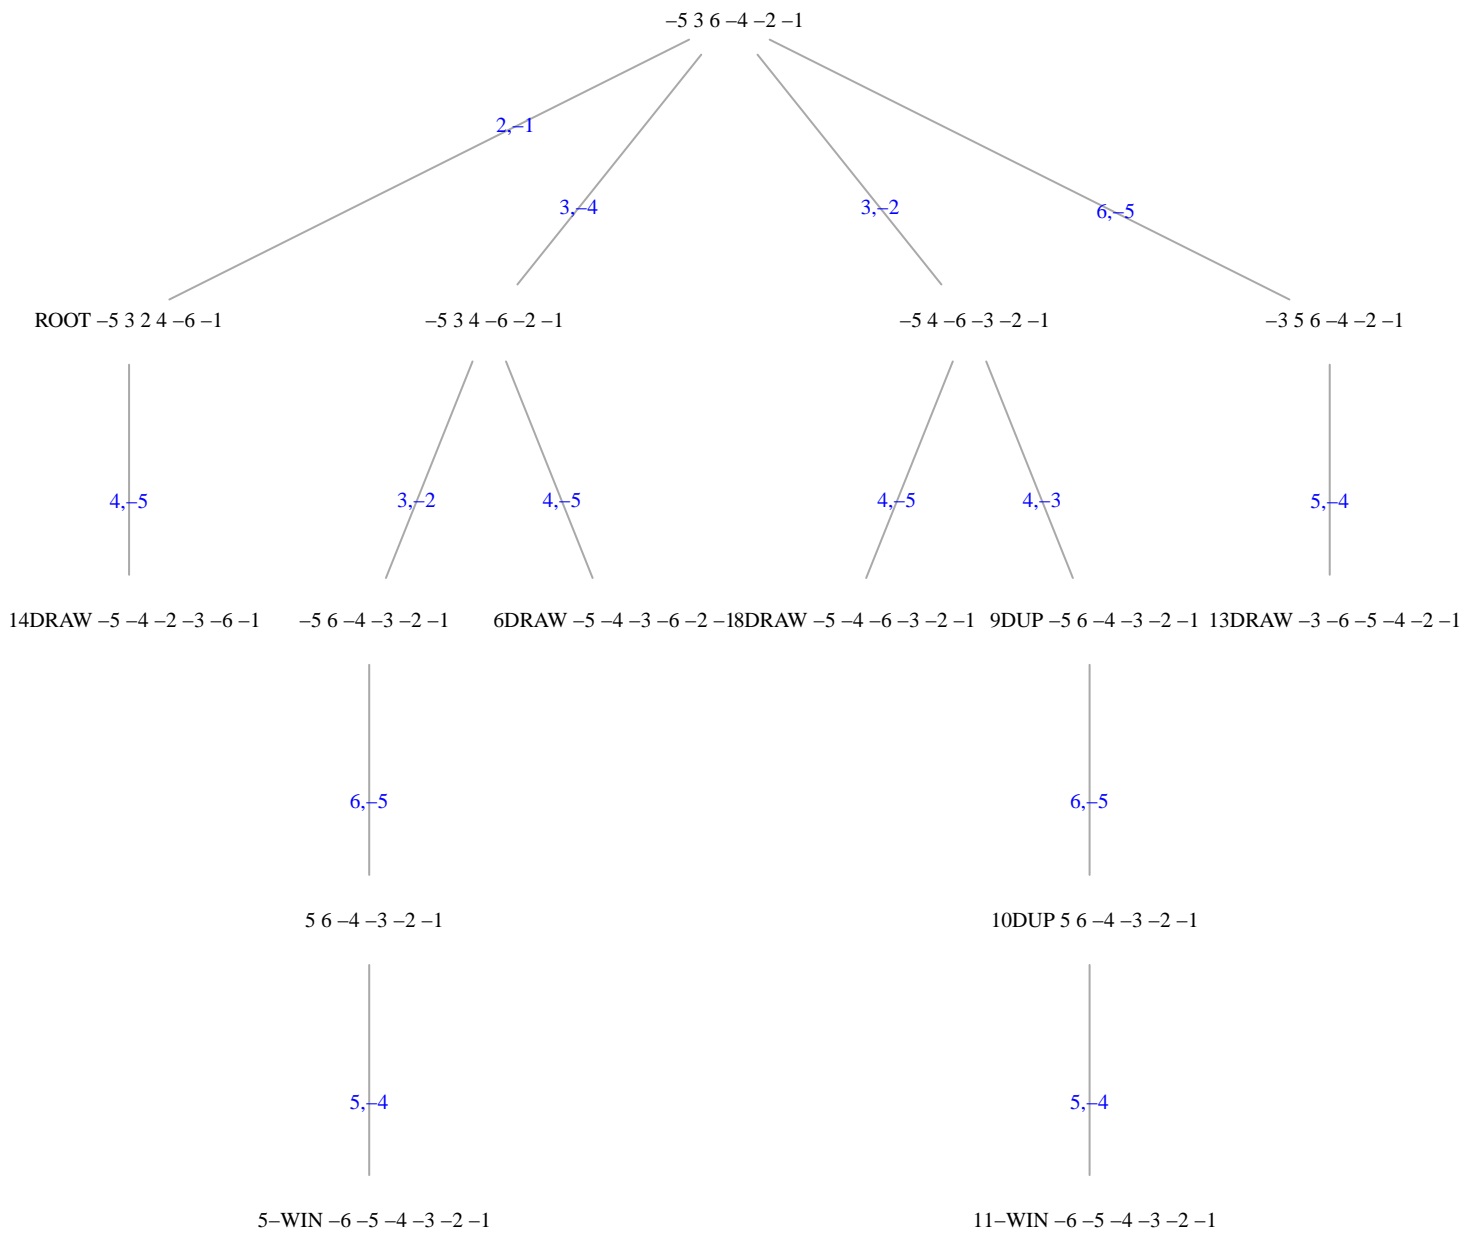 −5 3 6 −4 −2 −1
2,−1
3,−4
3,−2
6,−5
ROOT −5 3 2 4 −6 −1
−5 3 4 −6 −2 −1
−5 4 −6 −3 −2 −1
−3 5 6 −4 −2 −1
4,−5
3,−2
4,−5
4,−5
4,−3
5,−4
14DRAW −5 −4 −2 −3 −6 −1
−5 6 −4 −3 −2 −1
6DRAW −5 −4 −3 −6 −2 −1
8DRAW −5 −4 −6 −3 −2 −1
9DUP −5 6 −4 −3 −2 −1
13DRAW −3 −6 −5 −4 −2 −1
6,−5
6,−5
5 6 −4 −3 −2 −1
10DUP 5 6 −4 −3 −2 −1
5,−4
5,−4
5−WIN −6 −5 −4 −3 −2 −1
11−WIN −6 −5 −4 −3 −2 −1